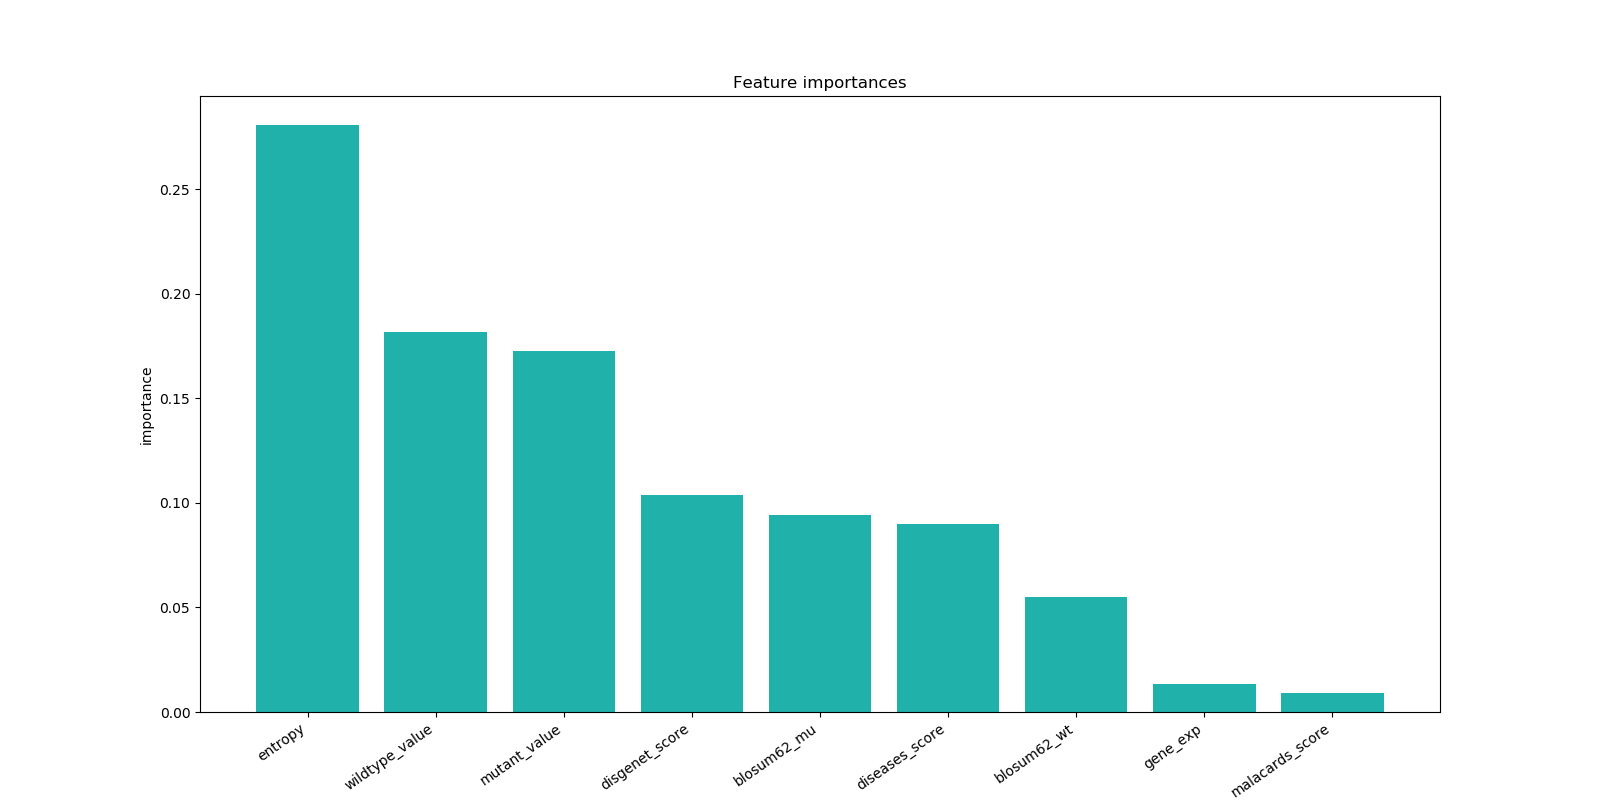 Feature importances
importance
0.25
0.20
0.15
0.10
0.05
0.00
entropy
wildtype_value
mutant_value
disgenet_score
blosum62_mu
diseases_score
blosum62_wt
gene_exp
malacards_score